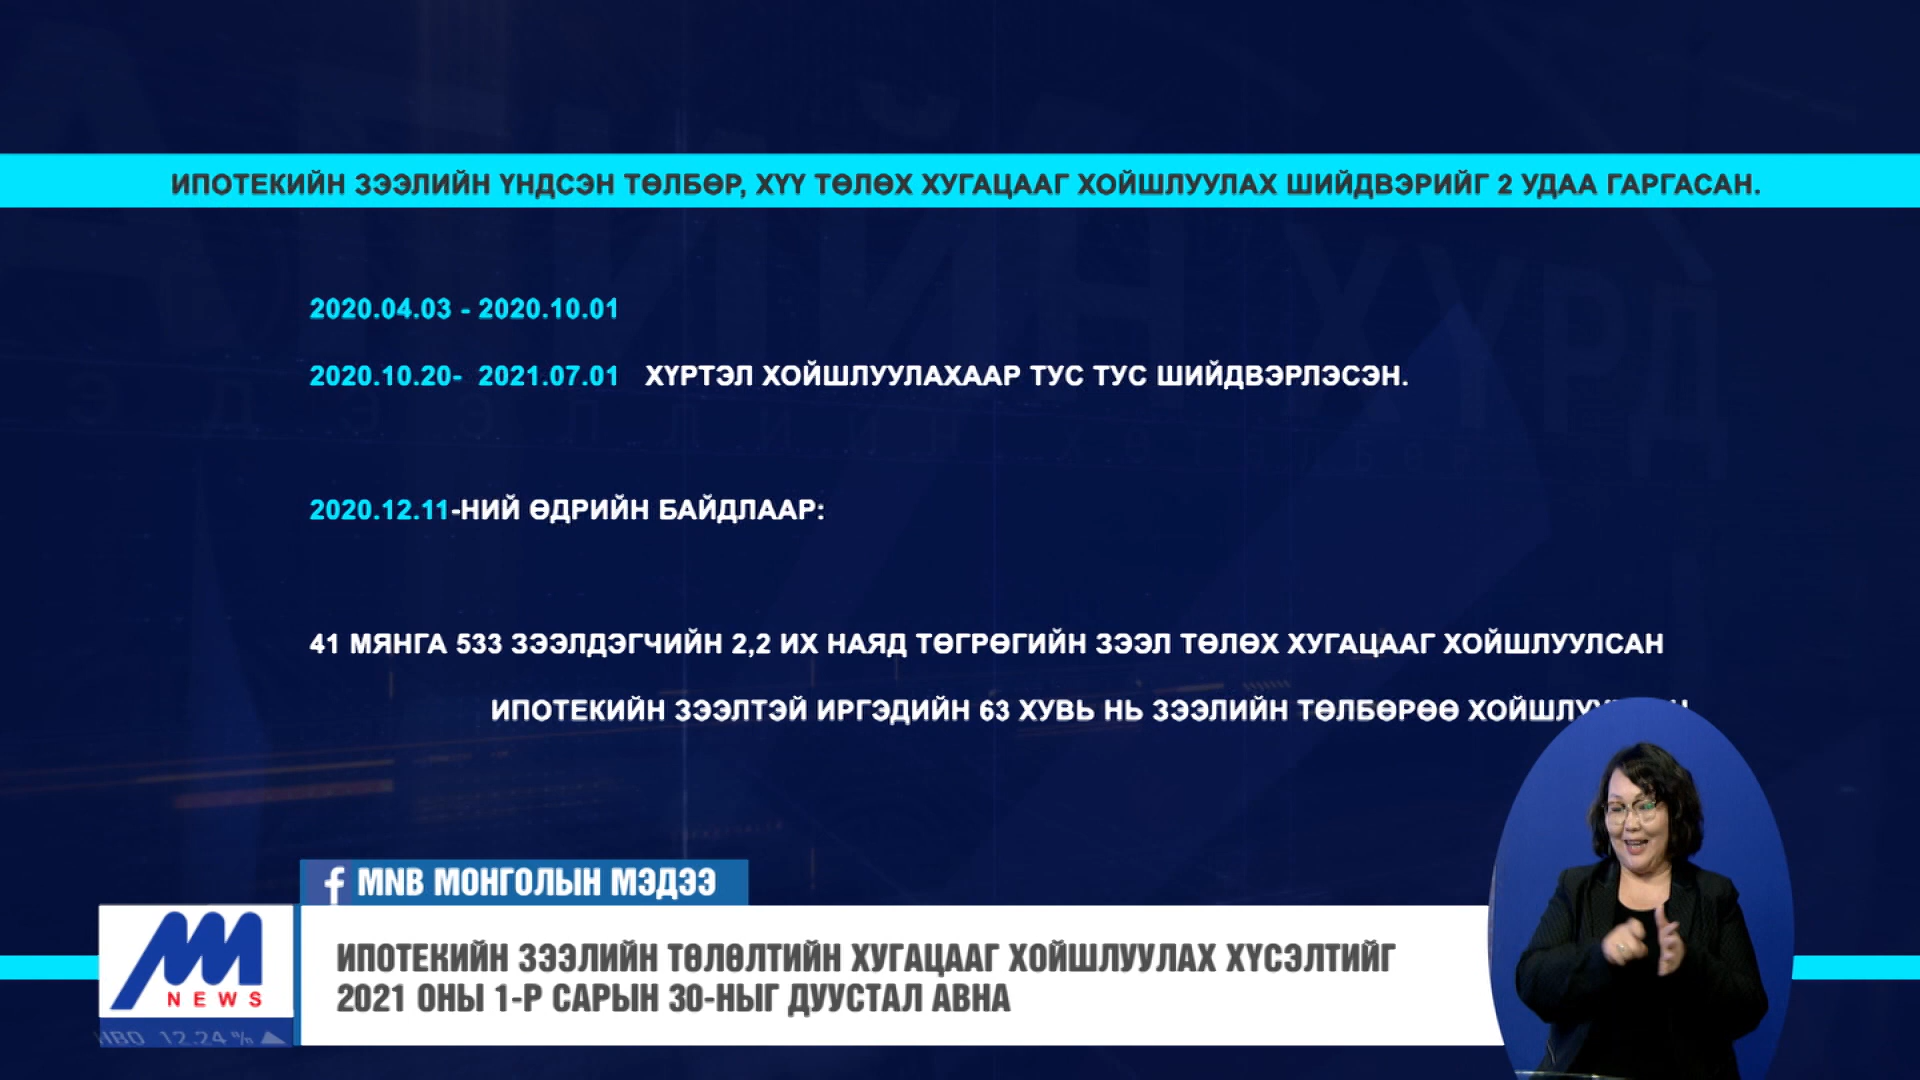 ИПОТЕКИЙН ЗЭЭЛИЙН ҮНДСЭН ТӨЛБӨР, ХҮҮ ТӨЛӨХ ХУГАЦААГ ХОЙШЛУУЛАХ ШИЙДВЭРИЙГ 2 УДАА ГАРГАСАН.
2020.04.03 - 2020.10.01
2020.10.20- 2021.07.01 ХҮРТЭЛ ХОЙШЛУУЛАХААР ТУС ТУС ШИЙДВЭРЛЭСЭН.
2020.12.11-НИЙ ӨДРИЙН БАЙДЛААР:
41 МЯНГА 533 ЗЭЭЛДЭГЧИЙН 2,2 ИХ НАЯД ТӨГРӨГИЙН ЗЭЭЛ ТӨЛӨХ ХУГАЦААГ ХОЙШЛУУЛСАН
ИПОТЕКИЙН ЗЭЭЛТЭЙ ИРГЭДИЙН 63 ХУВЬ НЬ ЗЭЭЛИЙН ТӨЛБӨРӨӨ
MNB МОНГОЛЫН МЭДЭЭ
ИПОТЕКИЙН ЗЭЭЛИЙН ТӨЛӨЛТИЙН ХУГАЦААГ ХОЙШЛУУЛАХ ХҮСЭЛТИЙГ
2021 ОНЫ 1-Р САРЫН 30-НЫГ ДУУСТАЛ АВНА
NEWS
12.24 %